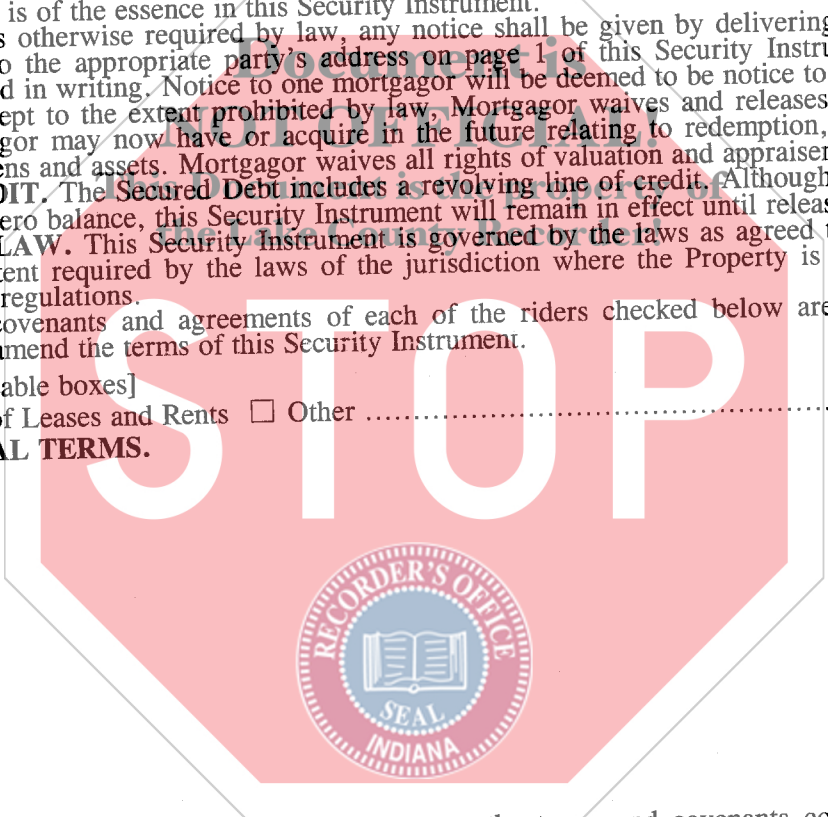 is of the essence in this Security Instrument.
s otherwise required by law, any notice shall be given by delivering
o the appropriate party's address on page 1 of this Security Instru
d in writing. Notice to one mortgagor will be deemed to be notice to
ept to the extent prohibited by law, Mortgagor waives and releases
gor may now have or acquire in the future relating to redemption,
ens and assets. Mortgagor waives all rights of valuation and appraisem
DIT. The Secured Debt includes a revolving line of credit. Although
ero balance, this Security Instrument will remain in effect until releas
LAW. This Security Instrument is governed by the laws as agreed t
tent required by the laws of the jurisdiction where the Property is
regulations.
ovenants and agreements of each of the riders checked below are
mend the terms of this Security Instrument.
able boxes]
of Leases and Rents ☐ Other ..........................................................
AL TERMS.
Document is
NOT OFFICIAL!
This Document is the property of
the Lake County Recorder!
STOP
RECORDER'S OFFICE
SEAL
INDIANA